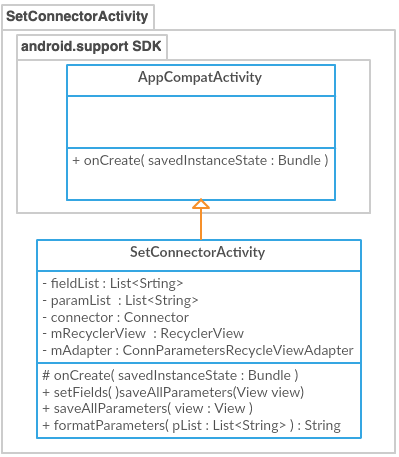 SetConnectorActivity
android.support SDK
AppCompatActivity
+ onCreate( savedInstanceState : Bundle )
SetConnectorActivity
- fieldList : List<Srting>
- paramList : List<String>
- connector : Connector
- mRecyclerView : RecyclerView
- mAdapter : ConnParametersRecycleViewAdapter
# onCreate( savedInstanceState : Bundle )
+ setFields( )saveAllParameters(View view)
+ saveAllParameters( view : View )
+ formatParameters( pList : List<String> ) : String